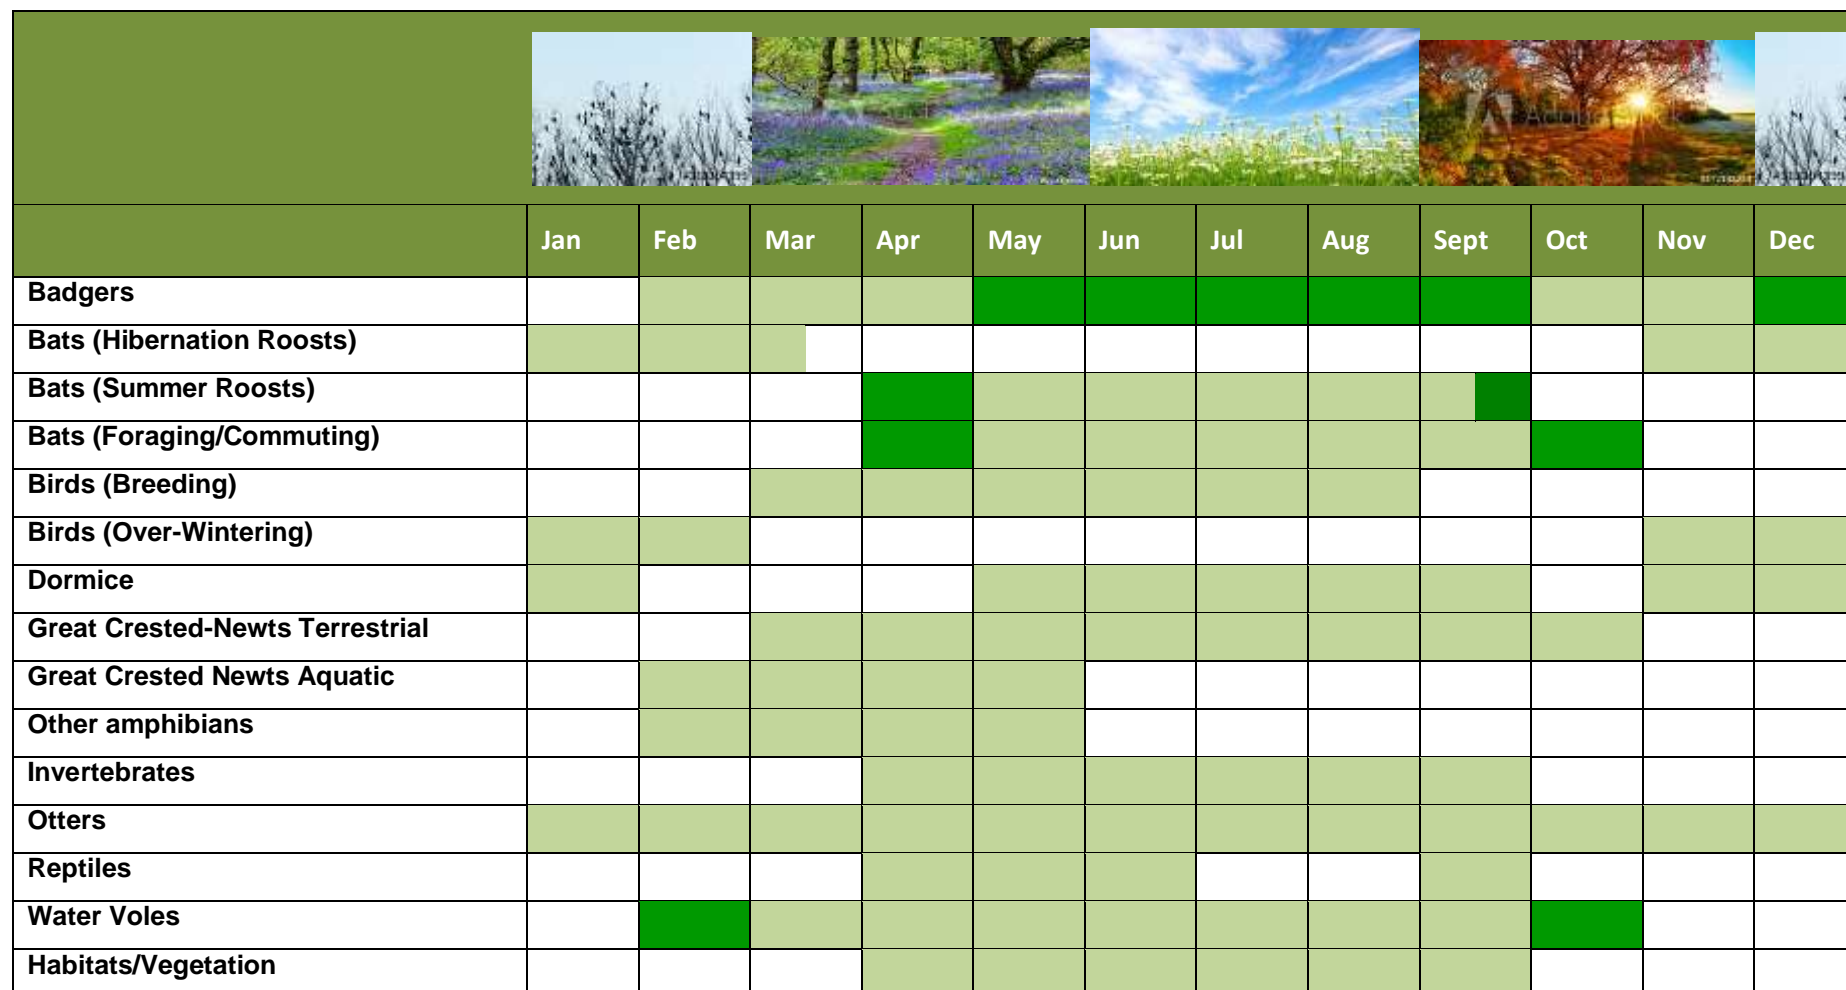 Jan Feb Mar Apr May Jun Jul Aug Sept Oct Nov Dec
Badgers
Bats (Hibernation Roosts)
Bats (Summer Roosts)
Bats (Foraging/Commuting)
Birds (Breeding)
Birds (Over-Wintering)
Dormice
Great Crested-Newts Terrestrial
Great Crested Newts Aquatic
Other amphibians
Invertebrates
Otters
Reptiles
Water Voles
Habitats/Vegetation